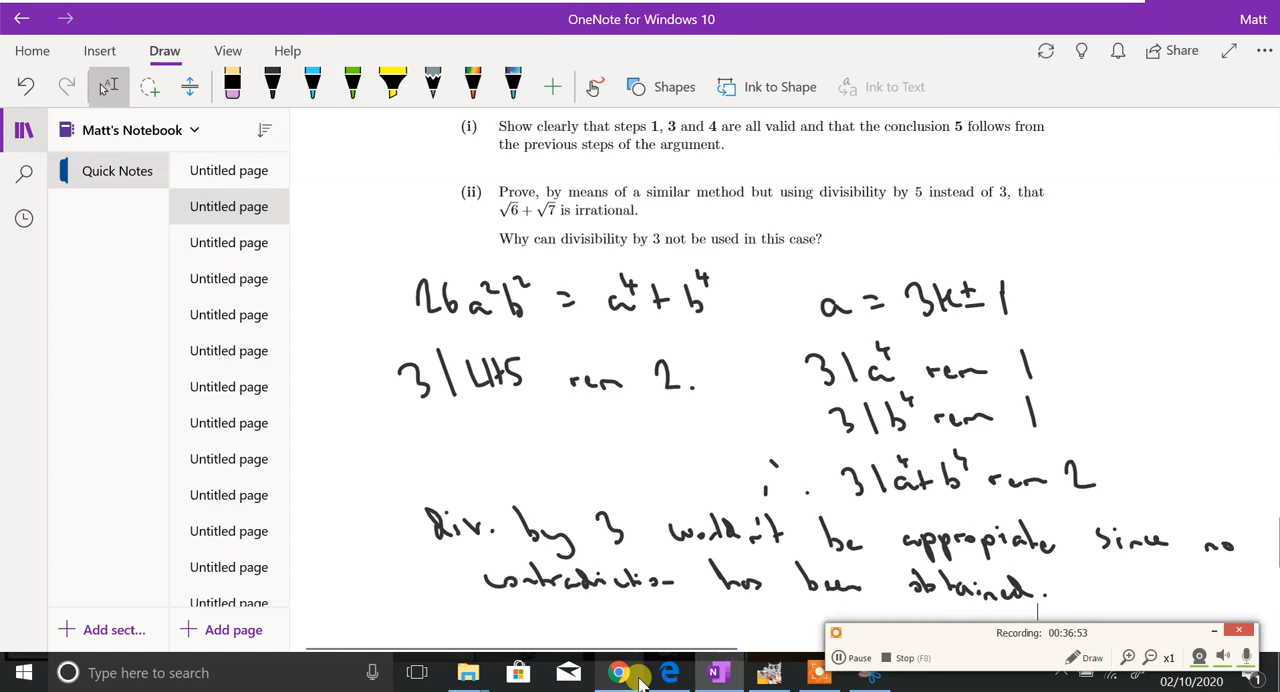 OneNote for Windows 10
Matt
Home Insert Draw View Help
Share
Shapes Ink to Shape Ink to Text
Matt's Notebook
Quick Notes
Untitled page
Untitled page
Untitled page
Untitled page
Untitled page
Untitled page
Untitled page
Untitled page
Untitled page
Untitled page
Untitled page
Untitled page
Untitled page
Add sect...
Add page
(i) Show clearly that steps 1, 3 and 4 are all valid and that the conclusion 5 follows from
the previous steps of the argument.
(ii) Prove, by means of a similar method but using divisibility by 5 instead of 3, that
√6 + √7 is irrational.
Why can divisibility by 3 not be used in this case?
26a²b² = a⁴ + b⁴
a = 3k ± 1
3 | LHS rem 2.
3 | a⁴ rem 1
3 | b⁴ rem 1
∴ 3 | a⁴ + b⁴ rem 2
Div. by 3 wouldn't be appropiate since no
contradiction has been obtained.
Recording: 00:36:53
Pause Stop (F8) Draw x1
Type here to search
02/10/2020
1